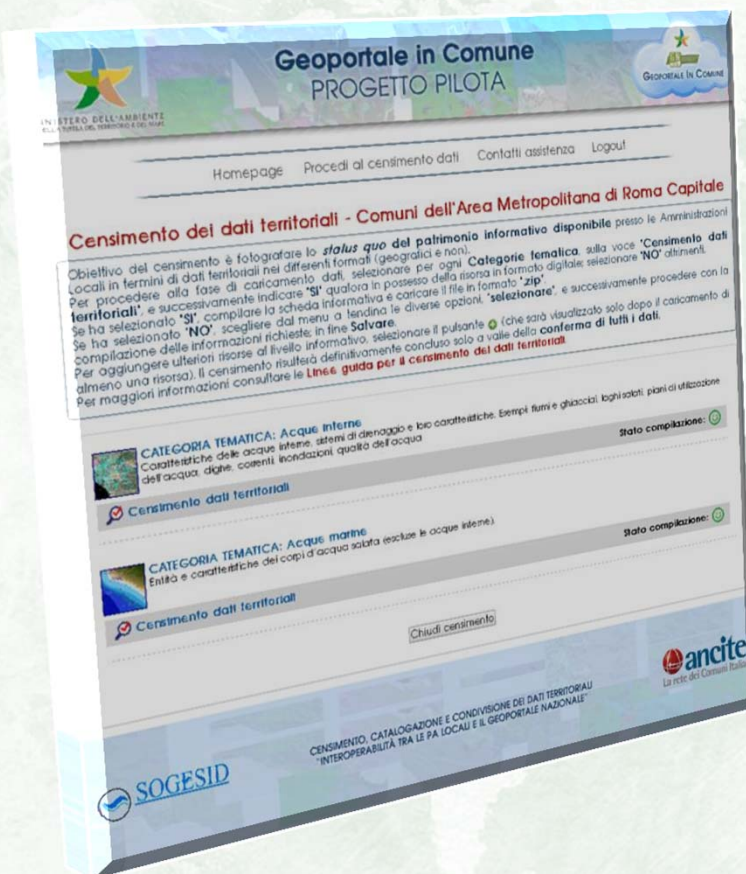 Geoportale in Comune
PROGETTO PILOTA
MINISTERO DELL'AMBIENTE
E DELLA TUTELA DEL TERRITORIO E DEL MARE
GEOPORTALE IN COMUNE
Homepage Procedi al censimento dati Contatti assistenza Logout
Censimento dei dati territoriali - Comuni dell'Area Metropolitana di Roma Capitale
Obiettivo del censimento è fotografare lo status quo del patrimonio informativo disponibile presso le Amministrazioni
Locali in termini di dati territoriali nei differenti formati (geografici e non).
Per procedere alla fase di caricamento dati, selezionare per ogni Categorie tematica, sulla voce "Censimento dati
territoriali", e successivamente indicare "SI" qualora in possesso della risorsa in formato digitale; selezionare "NO" altrimenti.
Se ha selezionato "SI", compilare la scheda informativa e caricare il file in formato "zip".
Se ha selezionato "NO", scegliere dal menu a tendina le diverse opzioni, "selezionare", e successivamente procedere con la
compilazione delle informazioni richieste; in fine Salvare.
Per aggiungere ulteriori risorse al livello informativo, selezionare il pulsante (che sarà visualizzato solo dopo il caricamento di
almeno una risorsa). Il censimento risulterà definitivamente concluso solo a valle della conferma di tutti i dati.
Per maggiori informazioni consultare le Linee guida per il censimento dei dati territoriali.
CATEGORIA TEMATICA: Acque interne
Caratteristiche delle acque interne, sistemi di drenaggio e loro caratteristiche. Esempi: fiumi e ghiacciai, laghi salati, piani di utilizzazione
dell'acqua, dighe, correnti, inondazioni, qualità dell'acqua
Stato compilazione:
Censimento dati territoriali
CATEGORIA TEMATICA: Acque marine
Entità e caratteristiche dei corpi d'acqua salata (escluse le acque interne).
Stato compilazione:
Censimento dati territoriali
Chiudi censimento
SOGESID
CENSIMENTO, CATALOGAZIONE E CONDIVISIONE DEI DATI TERRITORIALI
"INTEROPERABILITÀ TRA LE PA LOCALI E IL GEOPORTALE NAZIONALE"
ancite
La rete dei Comuni Italia